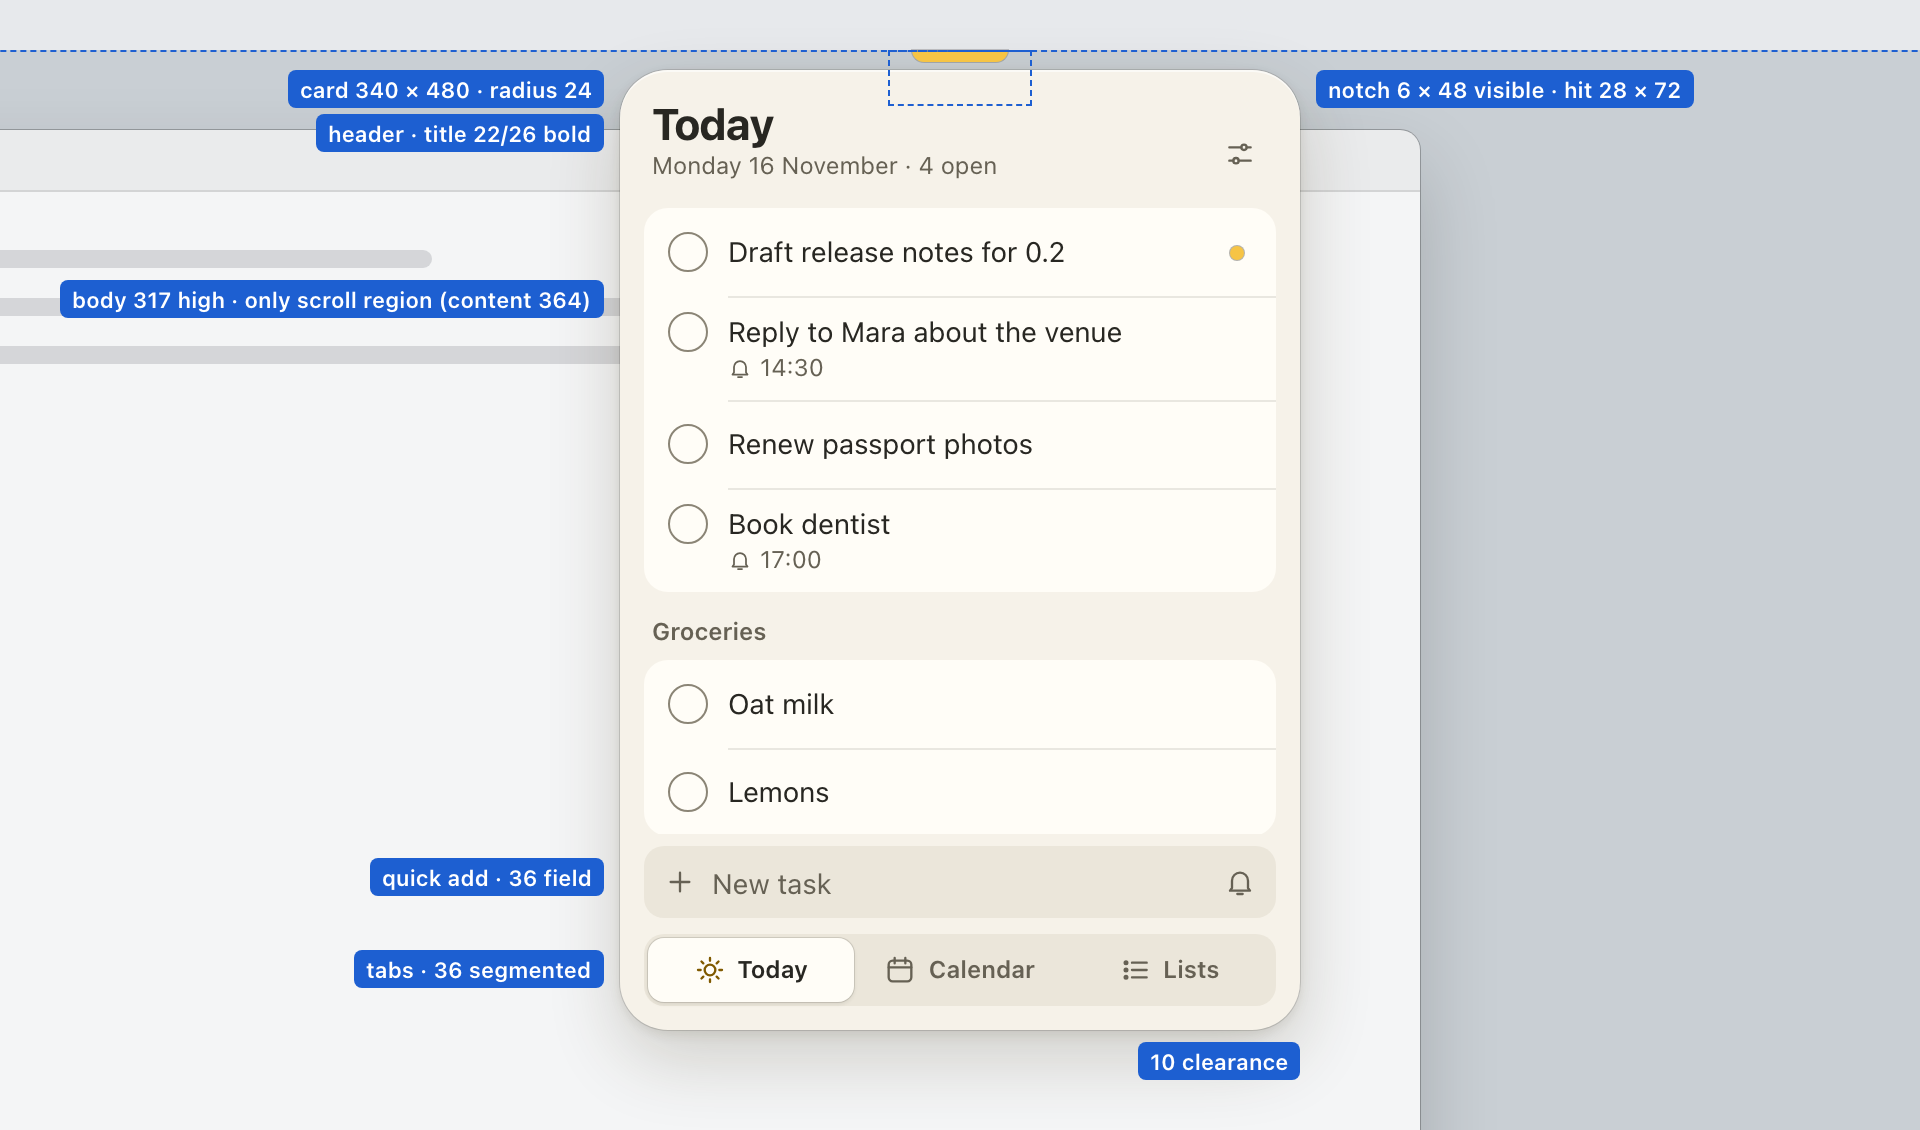 card 340 × 480 · radius 24
notch 6 × 48 visible · hit 28 × 72
header · title 22/26 bold
Today
Monday 16 November · 4 open
Draft release notes for 0.2
body 317 high · only scroll region (content 364)
Reply to Mara about the venue
14:30
Renew passport photos
Book dentist
17:00
Groceries
Oat milk
Lemons
quick add · 36 field
New task
tabs · 36 segmented
Today
Calendar
Lists
10 clearance